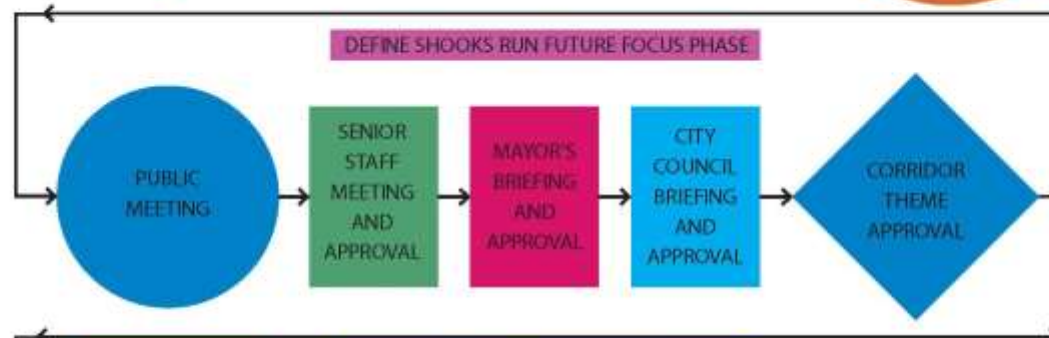 DEFINE SHOOKS RUN FUTURE FOCUS PHASE
PUBLIC
MEETING
SENIOR
STAFF
MEETING
AND
APPROVAL
MAYOR'S
BRIEFING
AND
APPROVAL
CITY
COUNCIL
BRIEFING
AND
APPROVAL
CORRIDOR
THEME
APPROVAL